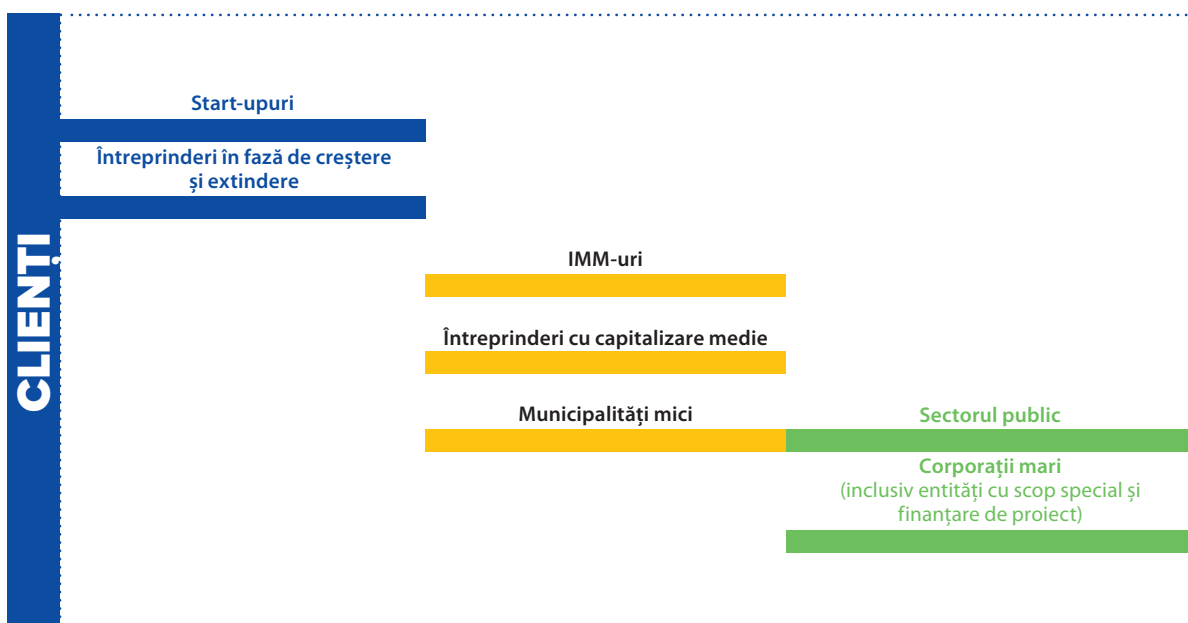 CLIENȚI
Start-upuri
Întreprinderi în fază de creștere
și extindere
IMM-uri
Întreprinderi cu capitalizare medie
Municipalități mici
Sectorul public
Corporații mari
(inclusiv entități cu scop special și
finanțare de proiect)